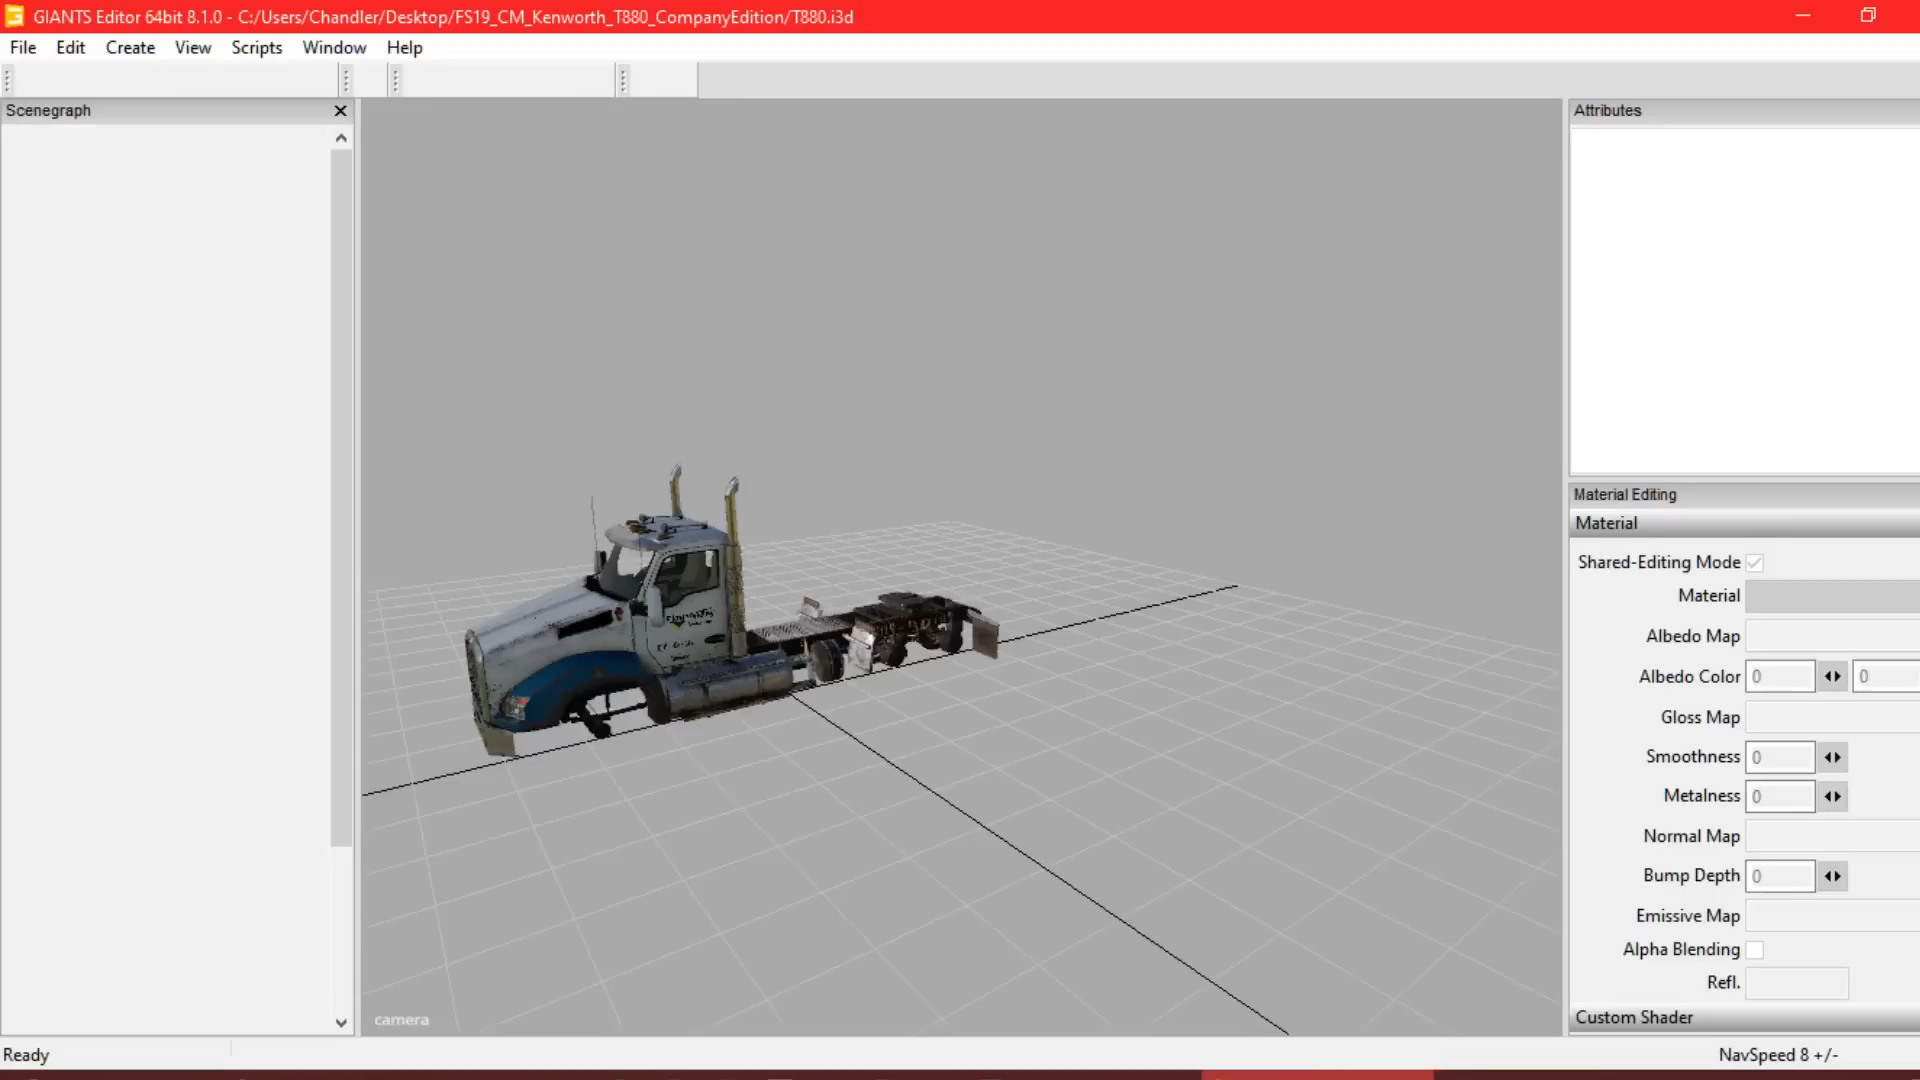 GIANTS Editor 64bit 8.1.0 - C:/Users/Chandler/Desktop/FS19_CM_Kenworth_T880_CompanyEdition/T880.i3d
File Edit Create View Scripts Window Help
Scenegraph
Attributes
Material Editing
Material
Shared-Editing Mode
Material
Albedo Map
Albedo Color 0 0
Gloss Map
Smoothness 0
Metalness 0
Normal Map
Bump Depth 0
Emissive Map
Alpha Blending
Refl.
Custom Shader
camera
Ready
NavSpeed 8 +/-